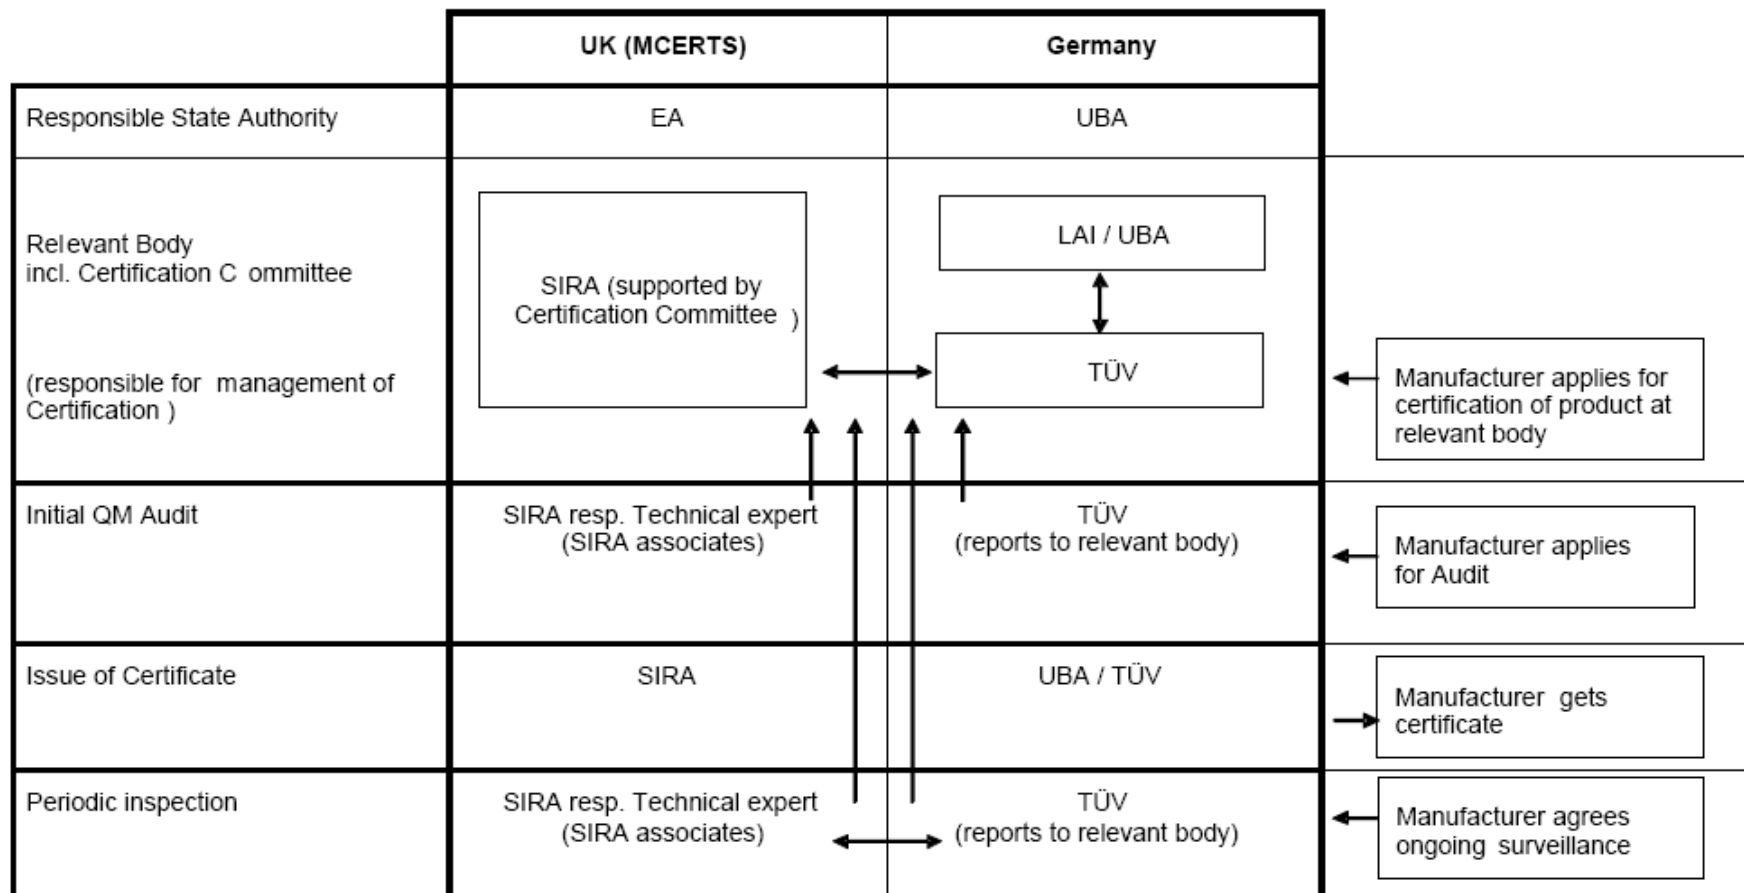 UK (MCERTS) Germany
Responsible State Authority EA UBA
Relevant Body
incl. Certification C ommittee
(responsible for management of
Certification )
SIRA (supported by
Certification Committee )
LAI / UBA
TÜV
Manufacturer applies for
certification of product at
relevant body
Initial QM Audit
SIRA resp. Technical expert
(SIRA associates)
TÜV
(reports to relevant body)
Manufacturer applies
for Audit
Issue of Certificate
SIRA
UBA / TÜV
Manufacturer gets
certificate
Periodic inspection
SIRA resp. Technical expert
(SIRA associates)
TÜV
(reports to relevant body)
Manufacturer agrees
ongoing surveillance